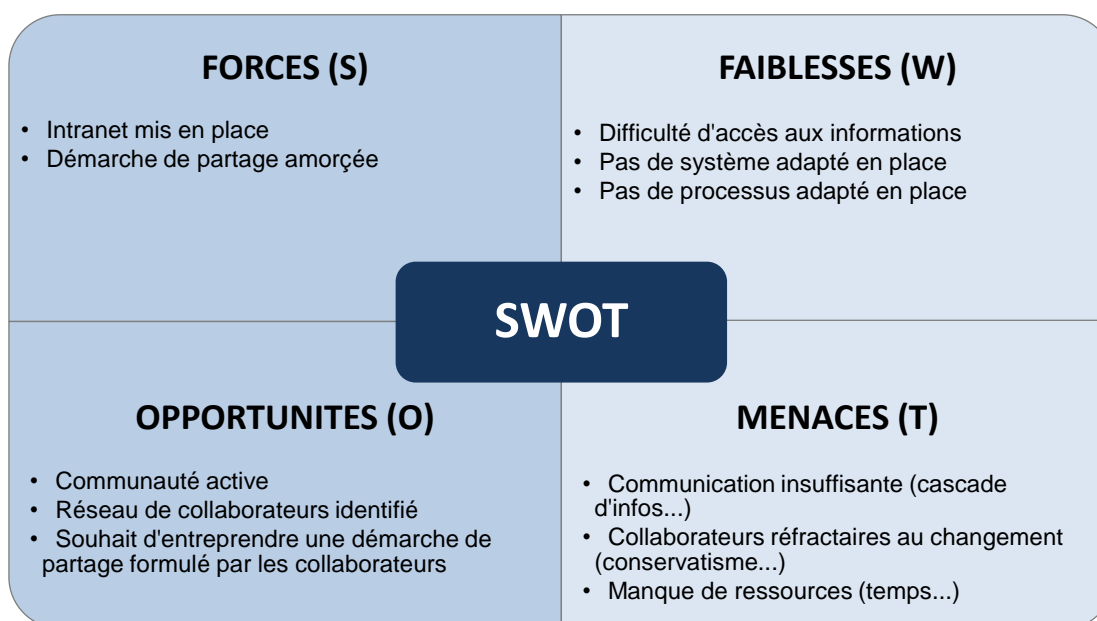 FORCES (S)
• Intranet mis en place
• Démarche de partage amorçée
FAIBLESSES (W)
• Difficulté d'accès aux informations
• Pas de système adapté en place
• Pas de processus adapté en place
SWOT
OPPORTUNITES (O)
• Communauté active
• Réseau de collaborateurs identifié
• Souhait d'entreprendre une démarche de
partage formulé par les collaborateurs
MENACES (T)
• Communication insuffisante (cascade
d'infos...)
• Collaborateurs réfractaires au changement
(conservatisme...)
• Manque de ressources (temps...)